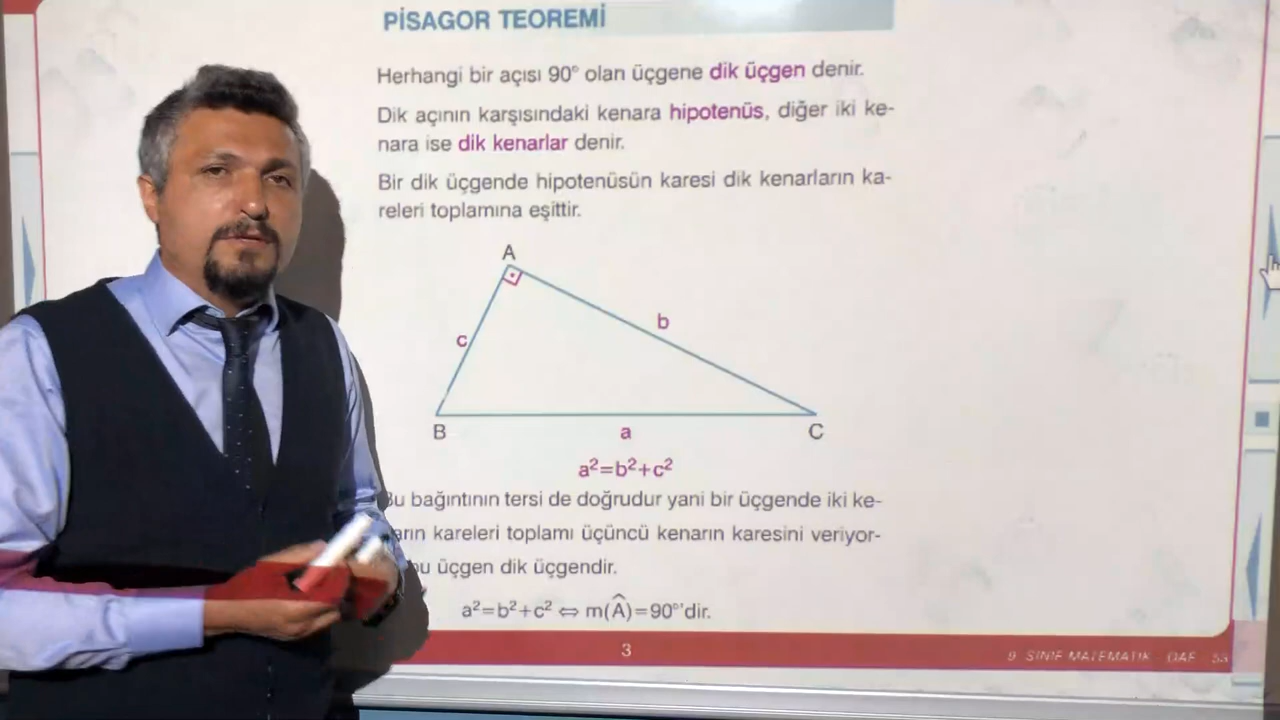 PİSAGOR TEOREMİ
Herhangi bir açısı 90° olan üçgene dik üçgen denir.
Dik açının karşısındaki kenara hipotenüs, diğer iki ke-
nara ise dik kenarlar denir.
Bir dik üçgende hipotenüsün karesi dik kenarların ka-
releri toplamına eşittir.
A
c
b
B
a
C
a²=b²+c²
Bu bağıntının tersi de doğrudur yani bir üçgende iki ke-
kareleri toplamı üçüncü kenarın karesini veriyor-
bu üçgen dik üçgendir.
a²=b²+c² ⇔ m(Â)=90°'dir.
3
9. SINIF MATEMATİK - DAF - 53